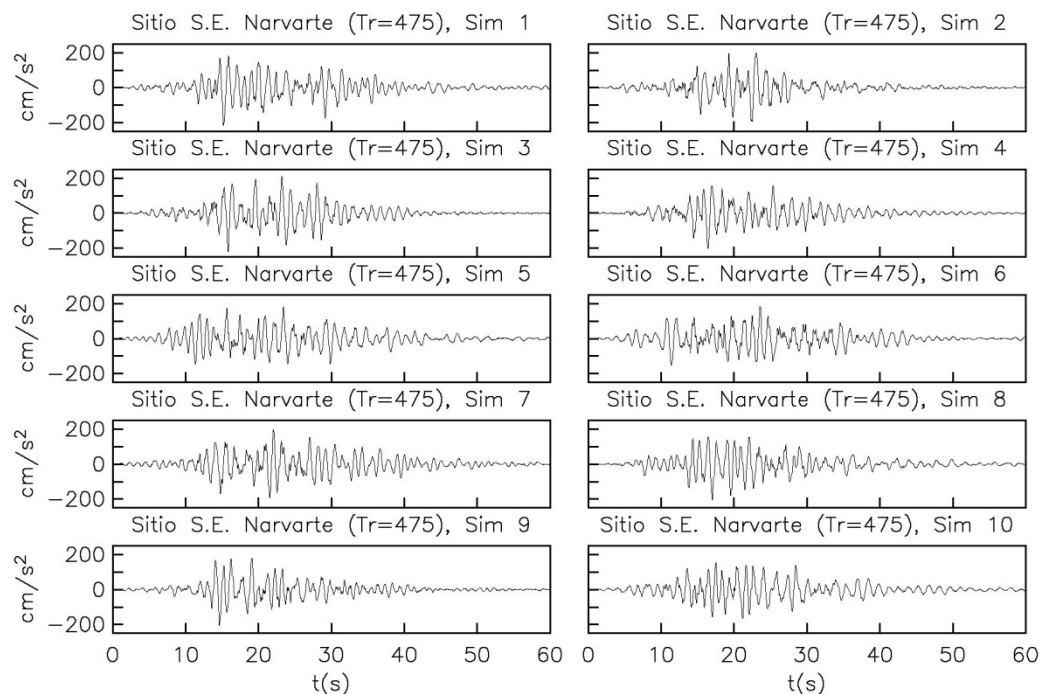 Sitio S.E. Narvarte (Tr=475), Sim 1
Sitio S.E. Narvarte (Tr=475), Sim 2
200
0
−200
cm/s²
Sitio S.E. Narvarte (Tr=475), Sim 3
Sitio S.E. Narvarte (Tr=475), Sim 4
200
0
−200
cm/s²
Sitio S.E. Narvarte (Tr=475), Sim 5
Sitio S.E. Narvarte (Tr=475), Sim 6
200
0
−200
cm/s²
Sitio S.E. Narvarte (Tr=475), Sim 7
Sitio S.E. Narvarte (Tr=475), Sim 8
200
0
−200
cm/s²
Sitio S.E. Narvarte (Tr=475), Sim 9
Sitio S.E. Narvarte (Tr=475), Sim 10
200
0
−200
cm/s²
0 10 20 30 40 50 60
0 10 20 30 40 50 60
t(s)
t(s)